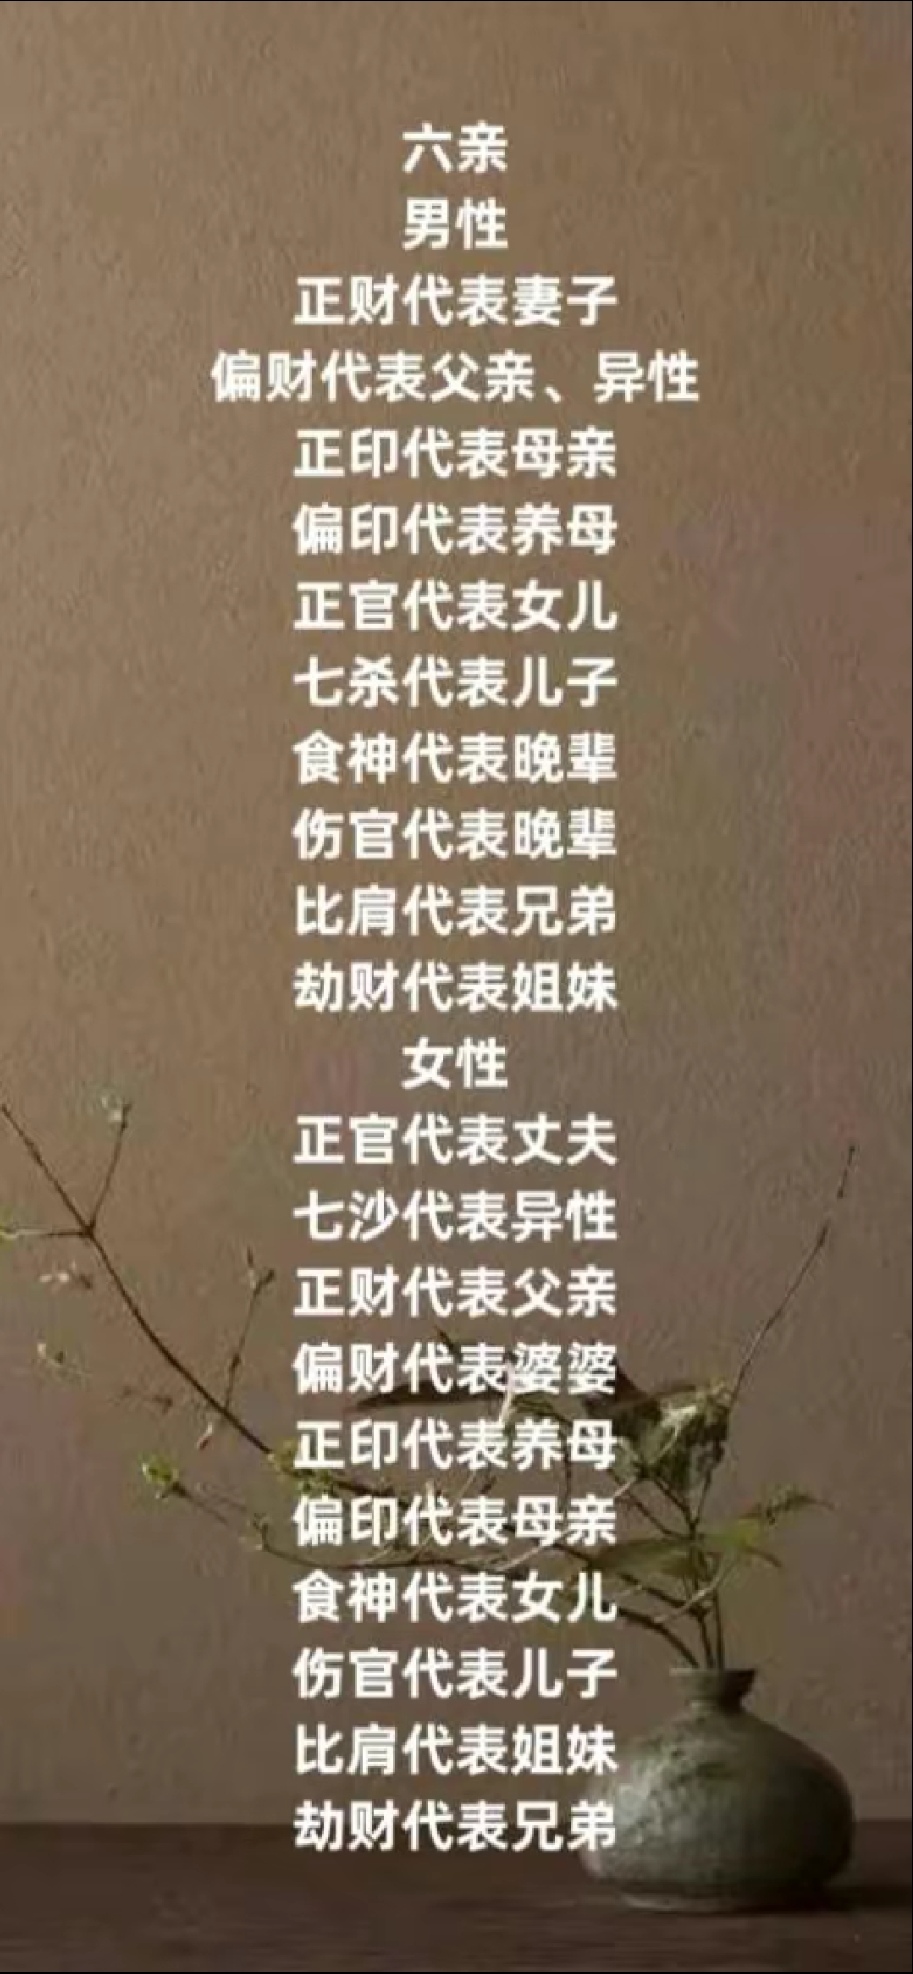 六亲
男性
正财代表妻子
偏财代表父亲、异性
正印代表母亲
偏印代表养母
正官代表女儿
七杀代表儿子
食神代表晚辈
伤官代表晚辈
比肩代表兄弟
劫财代表姐妹
女性
正官代表丈夫
七沙代表异性
正财代表父亲
偏财代表婆婆
正印代表养母
偏印代表母亲
食神代表女儿
伤官代表儿子
比肩代表姐妹
劫财代表兄弟